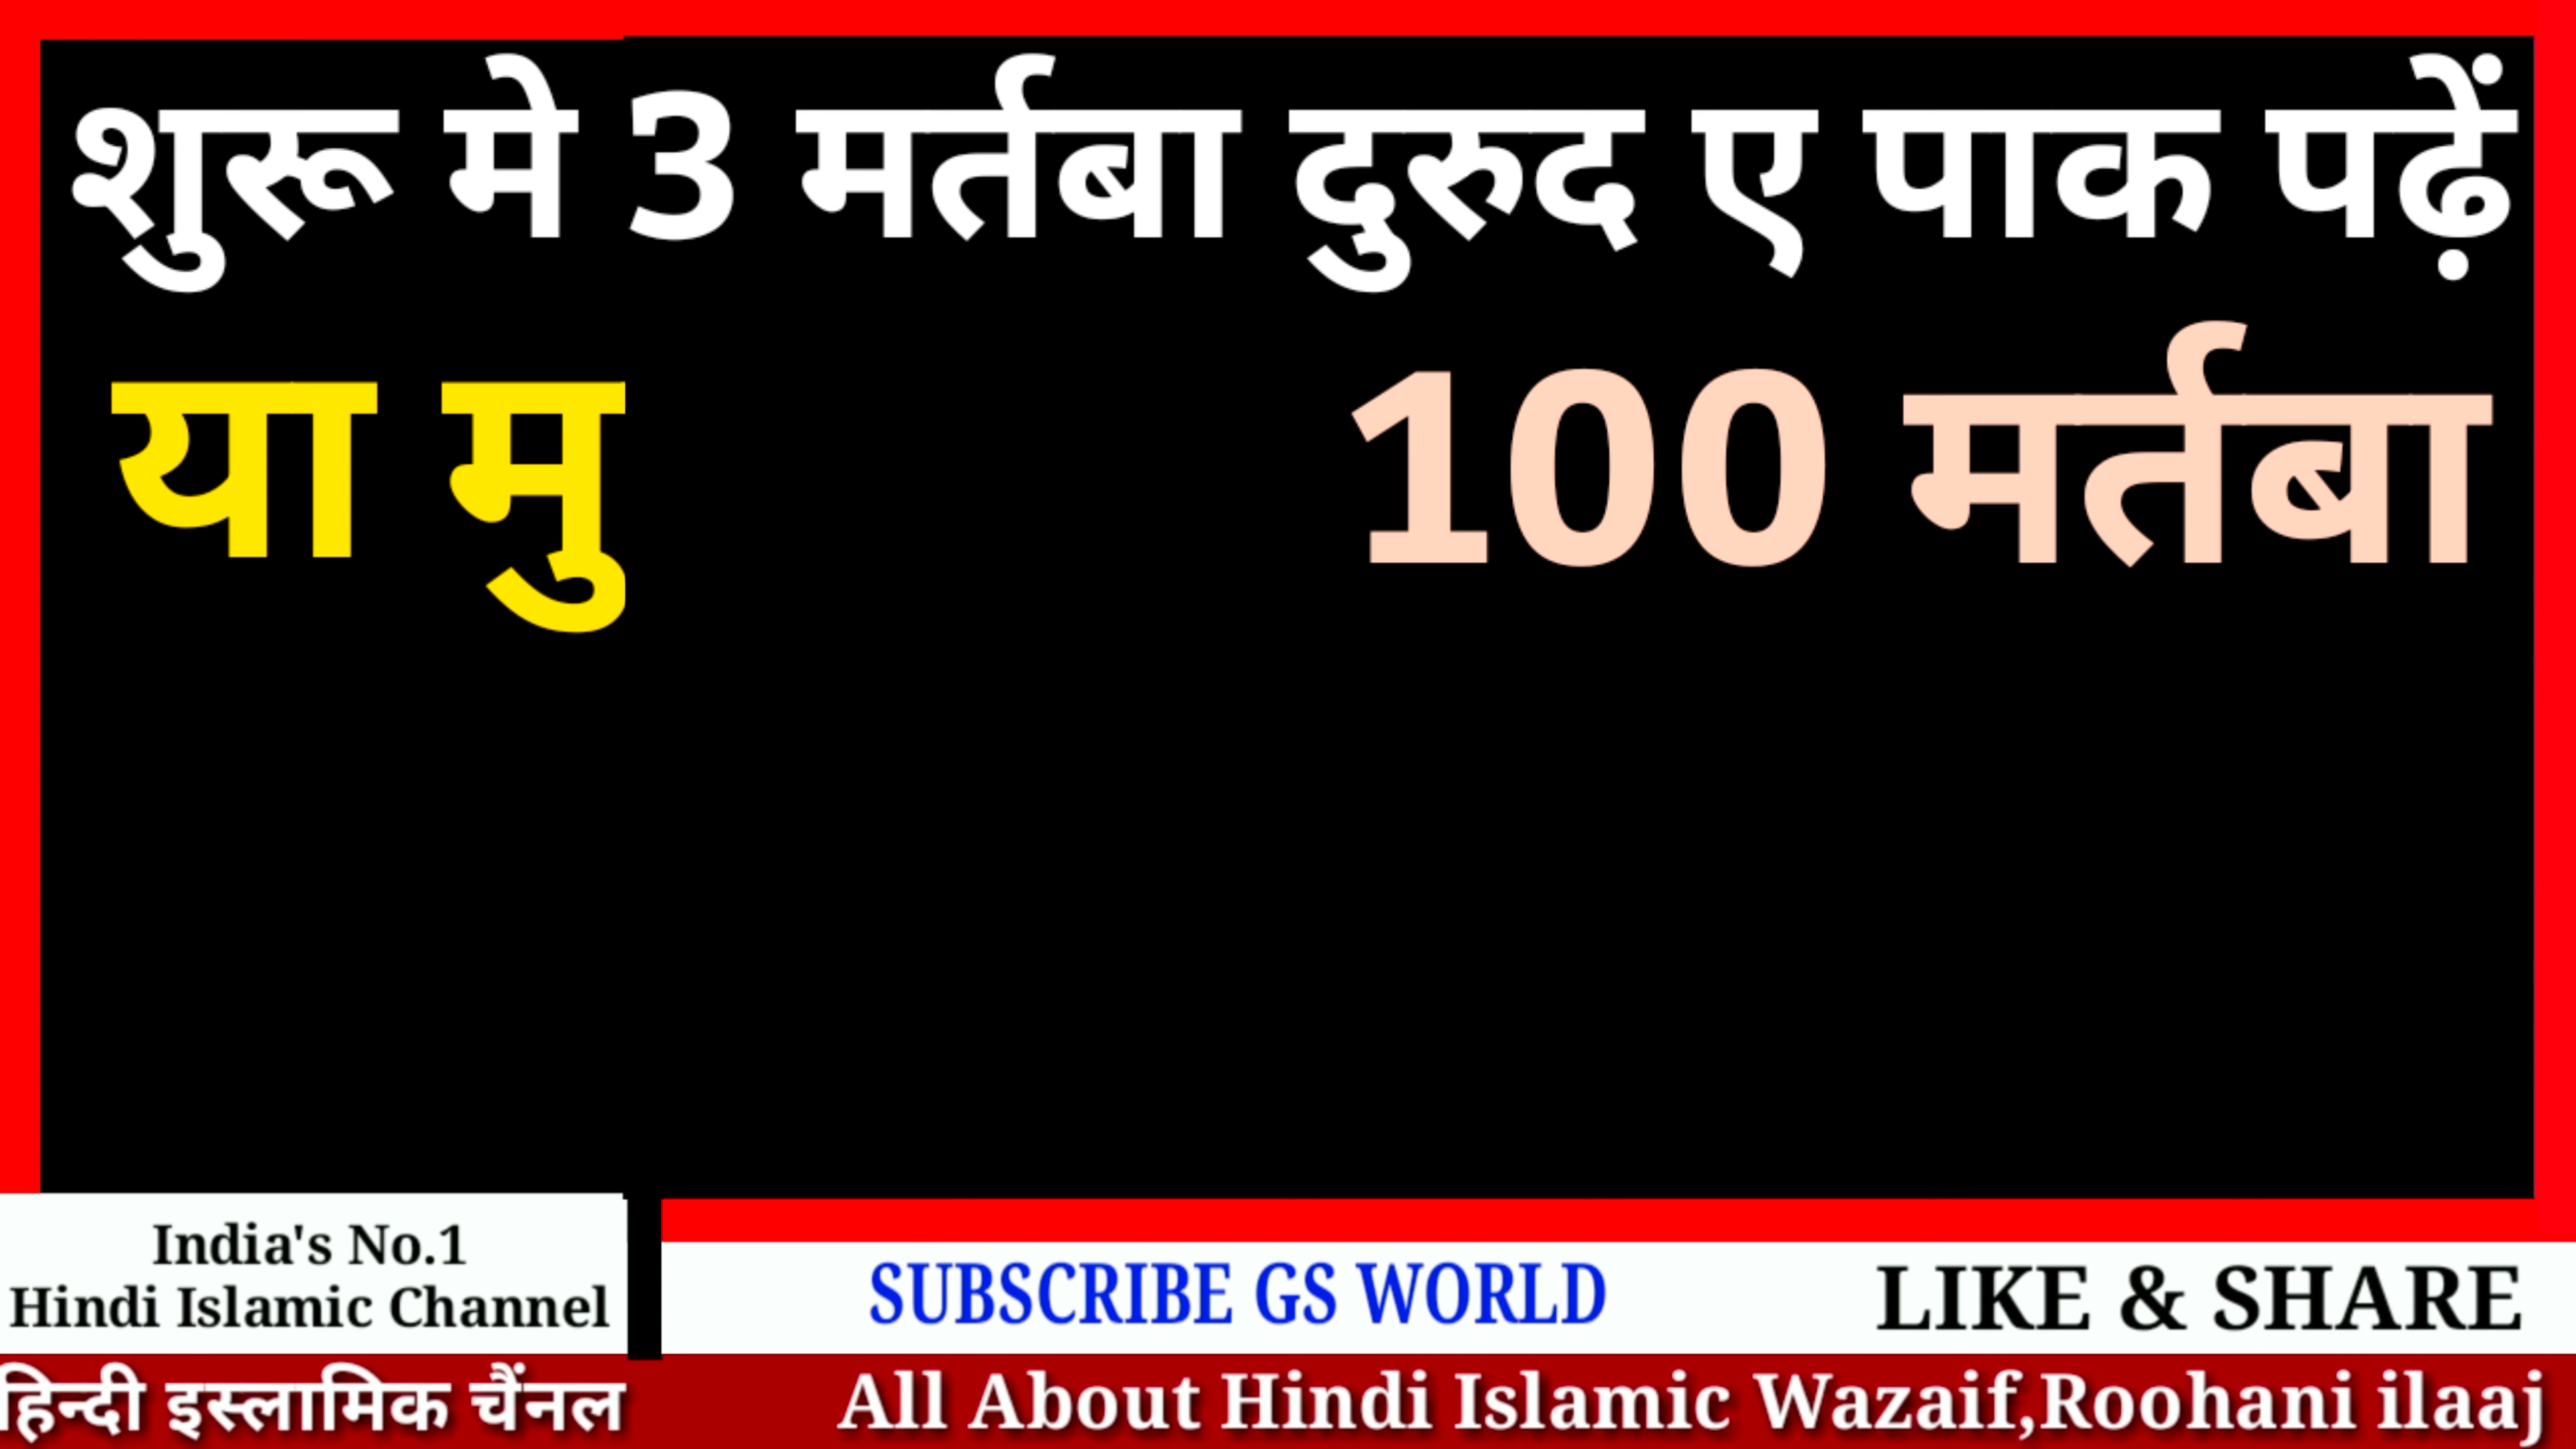 शुरू मे 3 मर्तबा दुरुद ए पाक पढ़ें
या मु 100 मर्तबा
India's No.1
Hindi Islamic Channel
SUBSCRIBE GS WORLD LIKE & SHARE
हिन्दी इस्लामिक चैंनल All About Hindi Islamic Wazaif,Roohani ilaaj